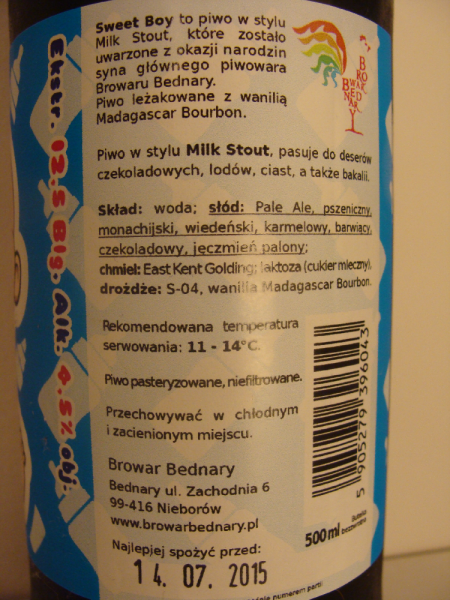 Sweet Boy to piwo w stylu
Milk Stout, które zostało
uwarzone z okazji narodzin
syna głównego piwowara
Browaru Bednary.
Piwo leżakowane z wanilią
Madagascar Bourbon.
BROWAR
BEDNARY
Piwo w stylu Milk Stout, pasuje do deserów
czekoladowych, lodów, ciast, a także bakalii.
Skład: woda; słód: Pale Ale, pszeniczny,
monachijski, wiedeński, karmelowy, barwiący,
czekoladowy, jęczmień palony;
chmiel: East Kent Golding; laktoza (cukier mleczny),
drożdże: S-04, wanilia Madagascar Bourbon.
Rekomendowana temperatura
serwowania: 11 - 14°C.
Piwo pasteryzowane, niefiltrowane.
Przechowywać w chłodnym
i zacienionym miejscu.
Browar Bednary
Bednary ul. Zachodnia 6
99-416 Nieborów
www.browarbednary.pl
Najlepiej spożyć przed:
14. 07. 2015
numerem partii
5 905279 396043
500ml Butelka
bezzwrotna
Ekstr. 12.5 Blg. Alk. 4.5% obj.